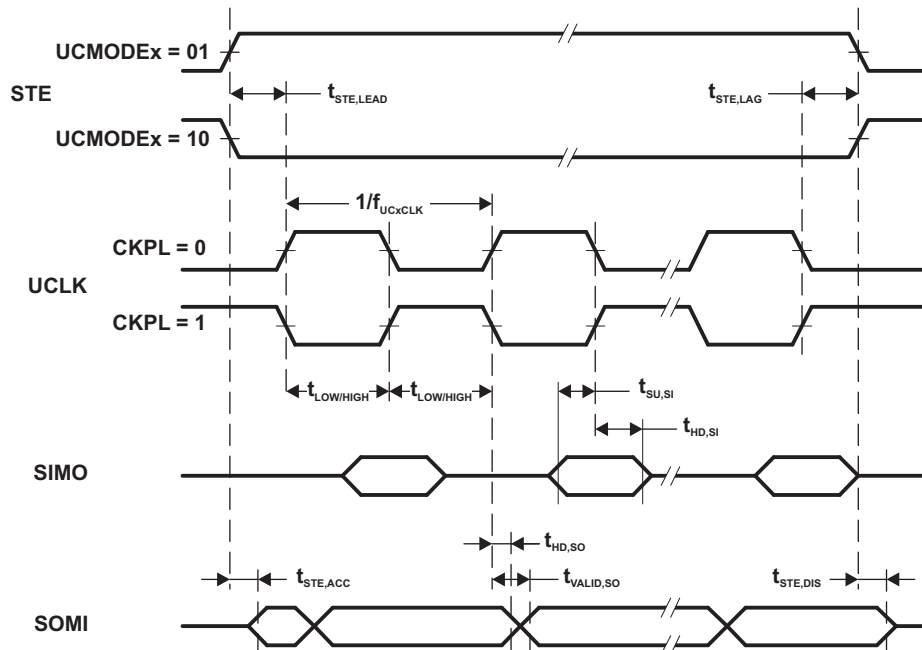 UCMODEx = 01
STE
tSTE,LEAD
tSTE,LAG
UCMODEx = 10
1/fUCxCLK
CKPL = 0
UCLK
CKPL = 1
tLOW/HIGH
tLOW/HIGH
tSU,SI
tHD,SI
SIMO
tHD,SO
tSTE,ACC
tVALID,SO
tSTE,DIS
SOMI